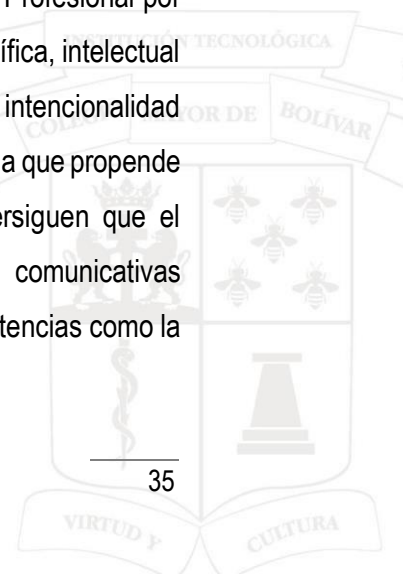 Profesional por
INSTITUCIÓN TECNOLÓGICA
ífica, intelectual
intencionalidad
COLEGIO MAYOR DE BOLÍVAR
a que propende
ersiguen que el
comunicativas
tencias como la
35
VIRTUD Y CULTURA